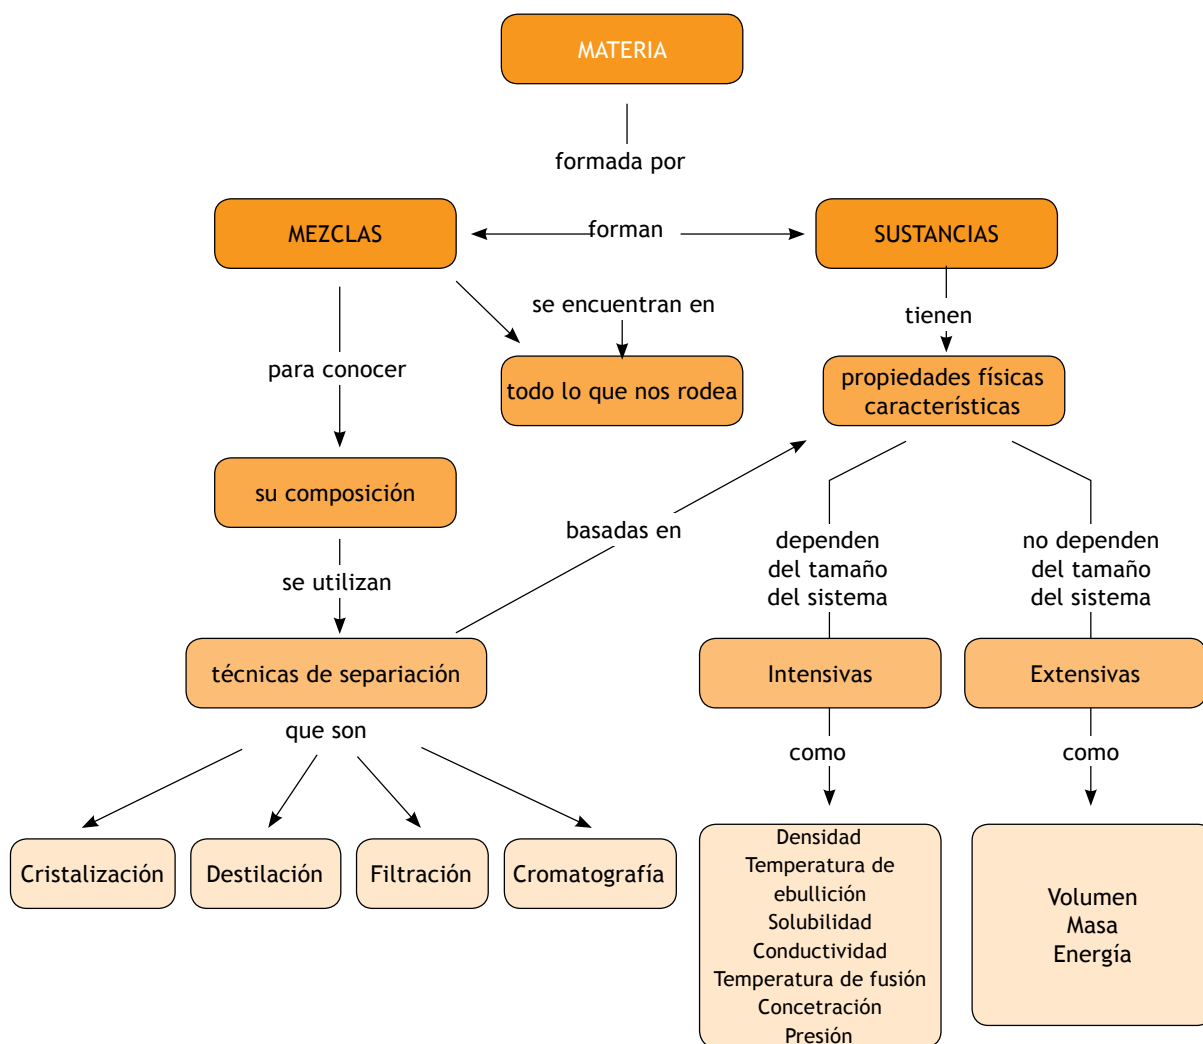 MATERIA
formada por
MEZCLAS
forman
SUSTANCIAS
se encuentran en
tienen
para conocer
todo lo que nos rodea
propiedades físicas
características
su composición
basadas en
dependen
del tamaño
del sistema
no dependen
del tamaño
del sistema
se utilizan
técnicas de separiación
Intensivas
Extensivas
que son
como
como
Cristalización
Destilación
Filtración
Cromatografía
Densidad
Temperatura de
ebullición
Solubilidad
Conductividad
Temperatura de fusión
Concetración
Presión
Volumen
Masa
Energía